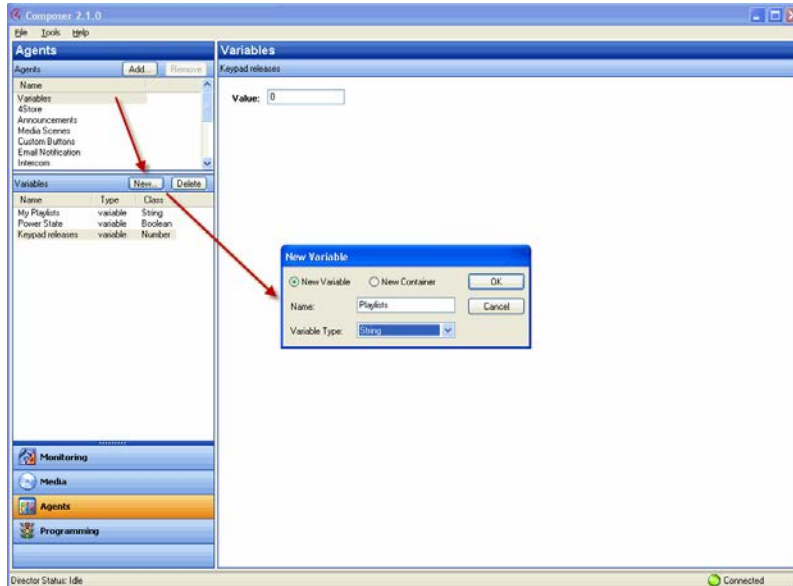 Composer 2.1.0
File Tools Help
Agents
Agents Add... Remove
Name
Variables
4Store
Announcements
Media Scenes
Custom Buttons
Email Notification
Intercom
Variables New... Delete
Name Type Class
My Playlists variable String
Power State variable Boolean
Keypad releases variable Number
Monitoring
Media
Agents
Programming
Variables
Keypad releases
Value: 0
New Variable
New Variable New Container OK
Name: Playlists Cancel
Variable Type: String
Director Status: Idle Connected